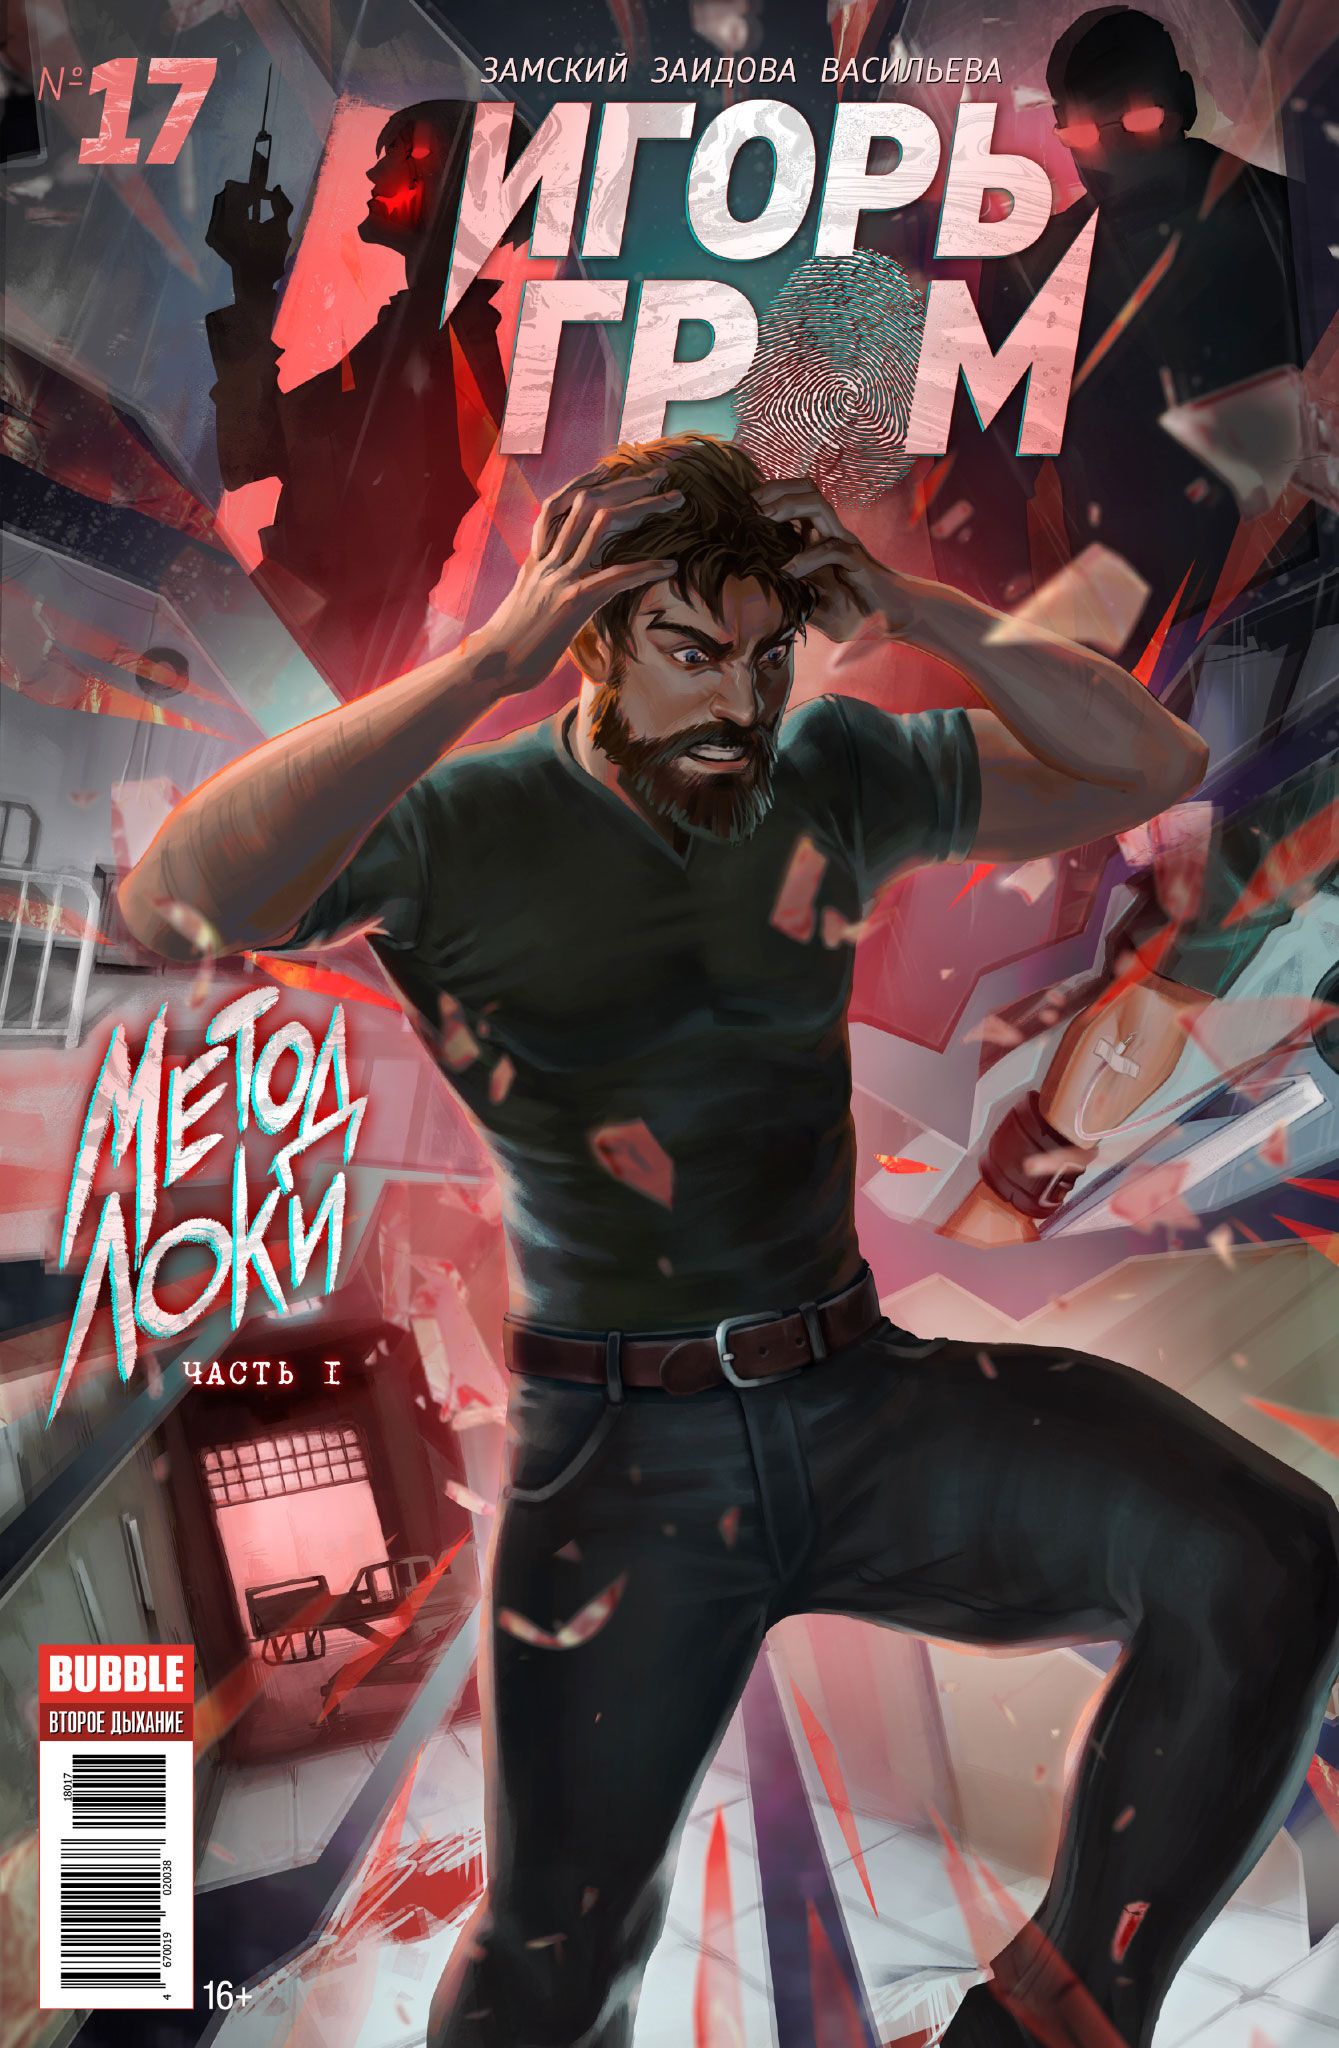 №17
ЗАМСКИЙ ЗАИДОВА ВАСИЛЬЕВА
ИГОРЬ
ГРОМ
МЕТОД
ЛОКИ
ЧАСТЬ I
BUBBLE
ВТОРОЕ ДЫХАНИЕ
18017
4 670019 020038
16+